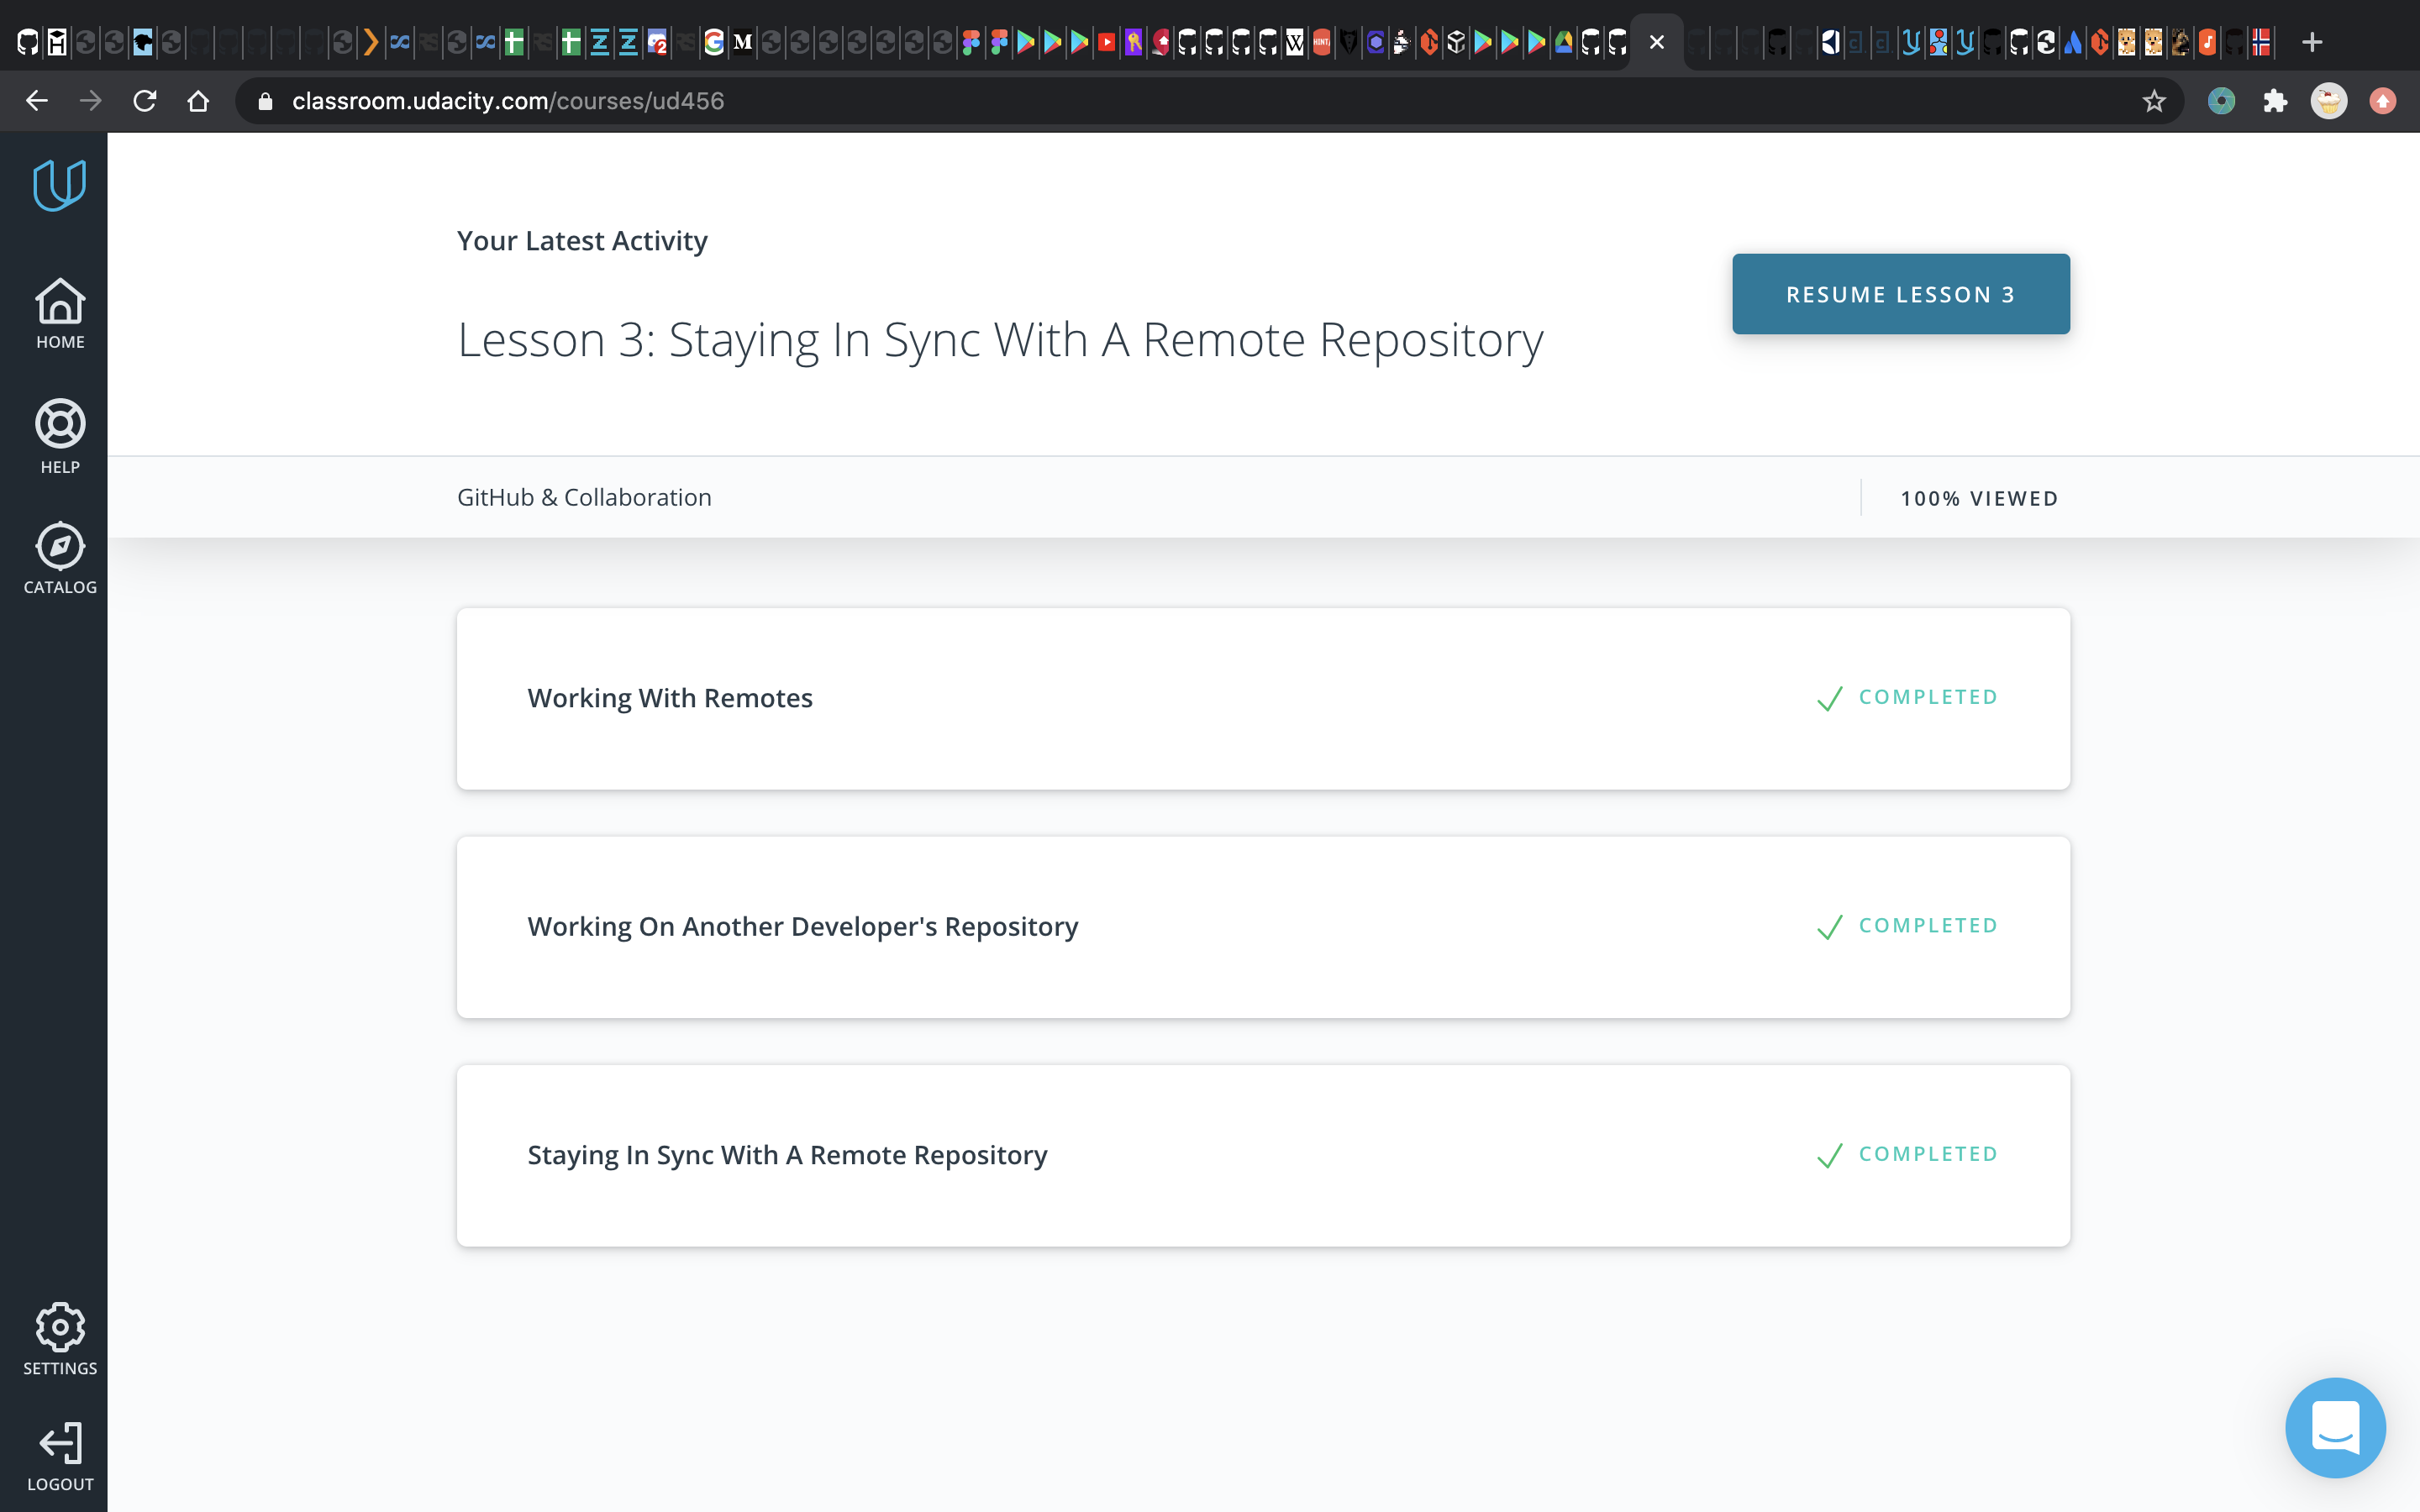 classroom.udacity.com/courses/ud456
HOME
HELP
CATALOG
SETTINGS
LOGOUT
Your Latest Activity
Lesson 3: Staying In Sync With A Remote Repository
RESUME LESSON 3
GitHub & Collaboration
100% VIEWED
Working With Remotes
COMPLETED
Working On Another Developer's Repository
COMPLETED
Staying In Sync With A Remote Repository
COMPLETED